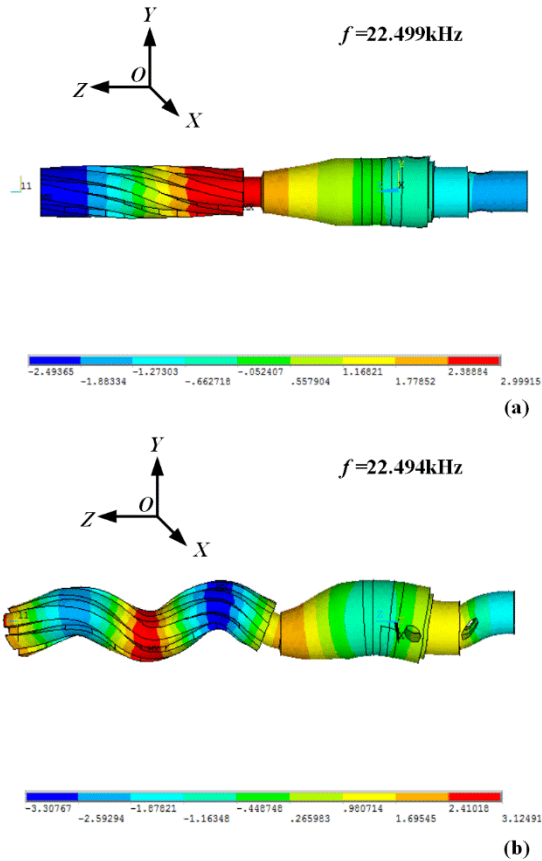 Y
f=22.499kHz
O
Z
X
11
-2.49365 -1.88334 -1.27303 -.662718 -.052407 .557904 1.16821 1.77852 2.38884 2.99915
(a)
Y
f=22.494kHz
O
Z
X
11
-3.30767 -2.59294 -1.87821 -1.16348 -.448748 .265983 .980714 1.69545 2.41018 3.12491
(b)